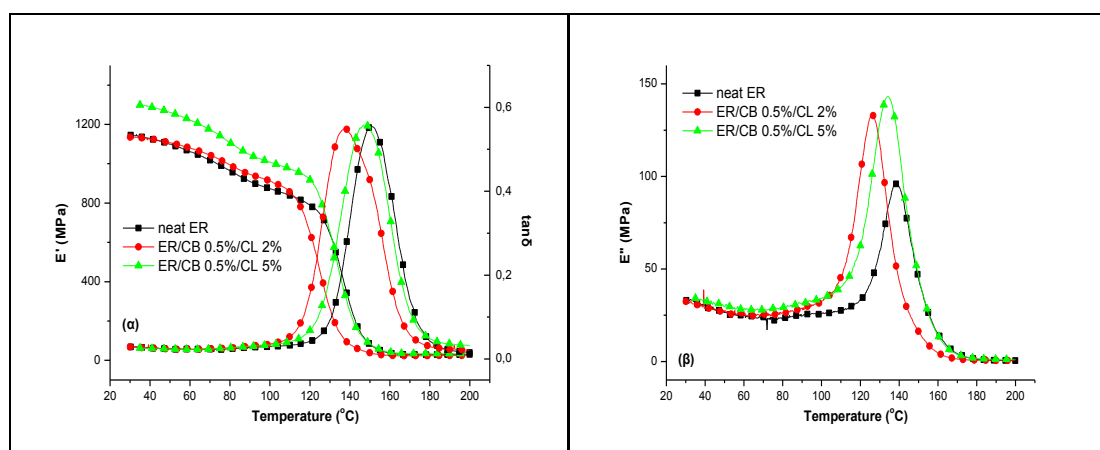 1200
800
400
0
0,6
0,4
0,2
0,0
E' (MPa)
tanδ
neat ER
ER/CB 0.5%/CL 2%
ER/CB 0.5%/CL 5%
(α)
20 40 60 80 100 120 140 160 180 200
Temperature (°C)
150
100
50
0
E'' (MPa)
neat ER
ER/CB 0.5%/CL 2%
ER/CB 0.5%/CL 5%
(β)
20 40 60 80 100 120 140 160 180 200
Temperature (°C)